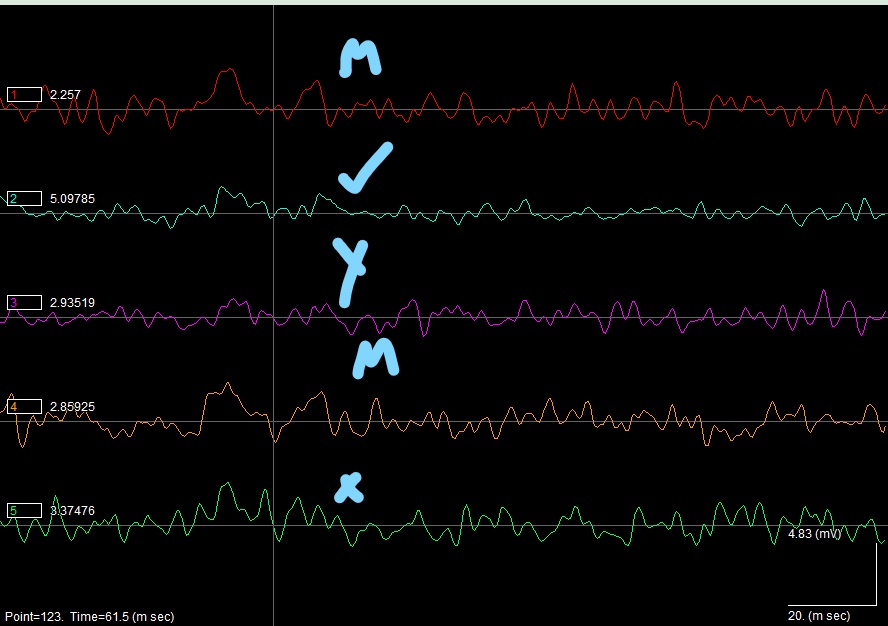 M
1 2.257
✓
2 5.09785
Y
3 2.93519
M
4 2.85925
x
5 3.37476
4.83 (mV)
Point=123. Time=61.5 (m sec)
20. (m sec)